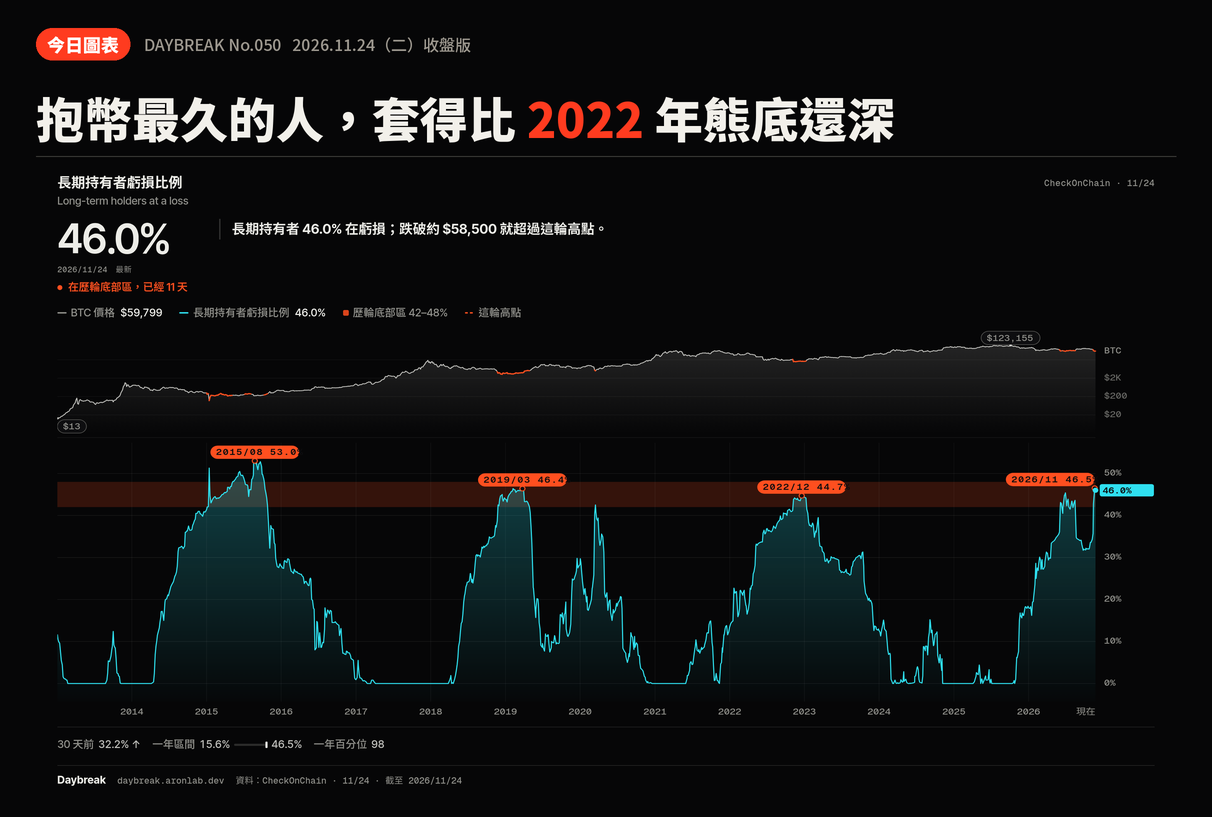 今日圖表 DAYBREAK No.050 2026.11.24（二）收盤版
抱幣最久的人，套得比 2022 年熊底還深
長期持有者虧損比例
CheckOnChain · 11/24
Long-term holders at a loss
46.0%
長期持有者 46.0% 在虧損；跌破約 $58,500 就超過這輪高點。
2026/11/24 最新
在歷輪底部區，已經 11 天
BTC 價格 $59,799 長期持有者虧損比例 46.0% 歷輪底部區 42–48% 這輪高點
$123,155
BTC
$2K
$200
$20
$13
2015/08 53.0
2019/03 46.4
2022/12 44.7
2026/11 46.5
50%
46.0%
40%
30%
20%
10%
0%
2014 2015 2016 2017 2018 2019 2020 2021 2022 2023 2024 2025 2026 現在
30 天前 32.2% ↑ 一年區間 15.6% 46.5% 一年百分位 98
Daybreak daybreak.aronlab.dev 資料：CheckOnChain · 11/24 · 截至 2026/11/24